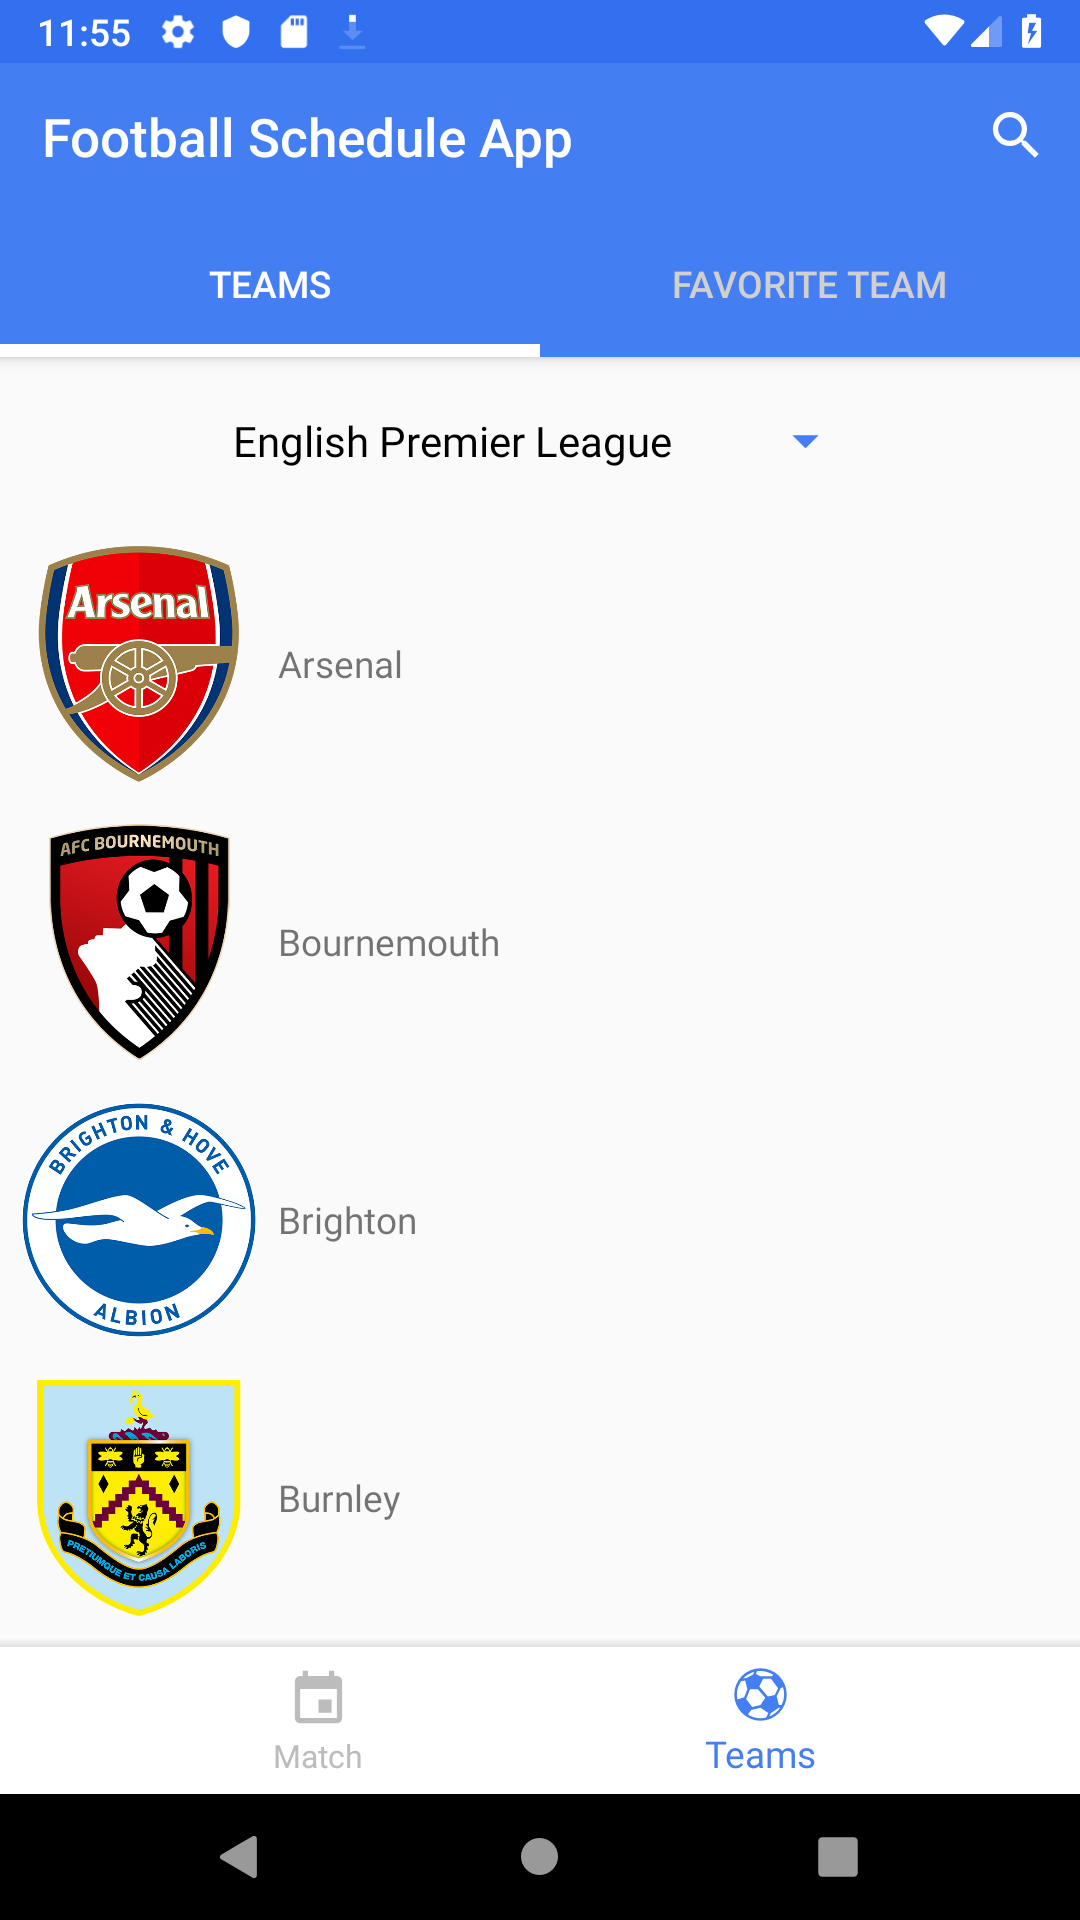 11:55
Football Schedule App
TEAMS
FAVORITE TEAM
English Premier League
Arsenal
Arsenal
AFC BOURNEMOUTH
Bournemouth
BRIGHTON & HOVE
ALBION
Brighton
PRETIUMQUE ET CAUSA LABORIS
Burnley
Match
Teams